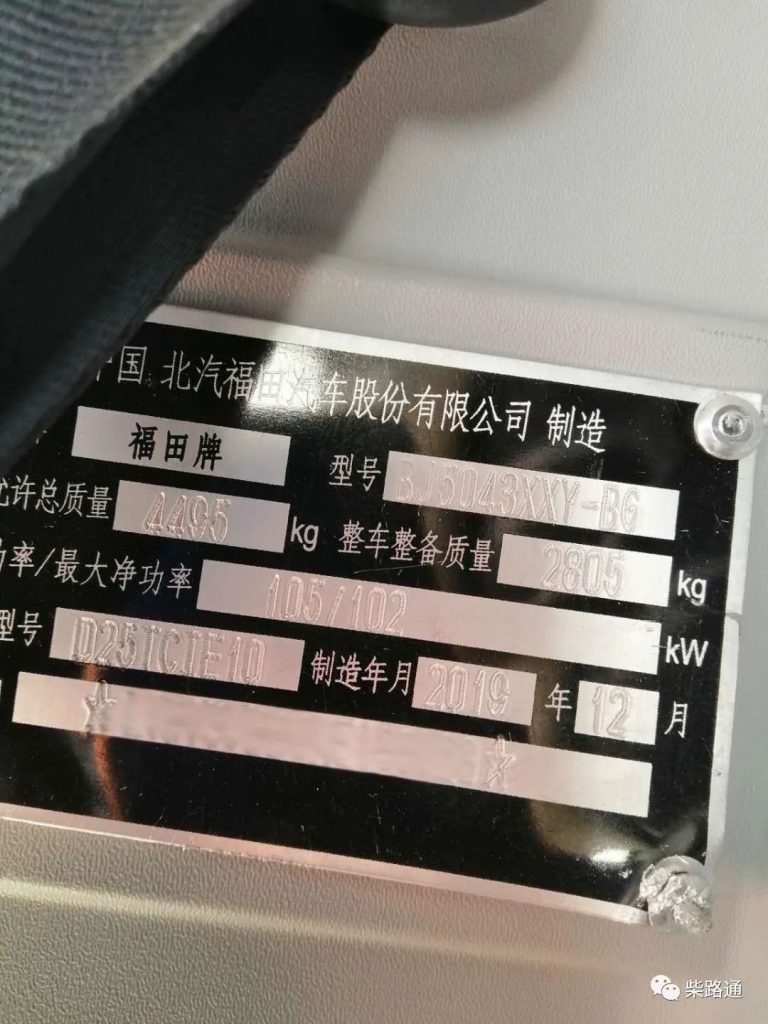 中国 北汽福田汽车股份有限公司 制造
福田牌 型号 BJ5043XXY-BG
允许总质量 4495 kg 整车整备质量 2805 kg
功率/最大净功率 105/102 kW
型号 D25TCIE10 制造年月 2019 年 12 月
柴路通